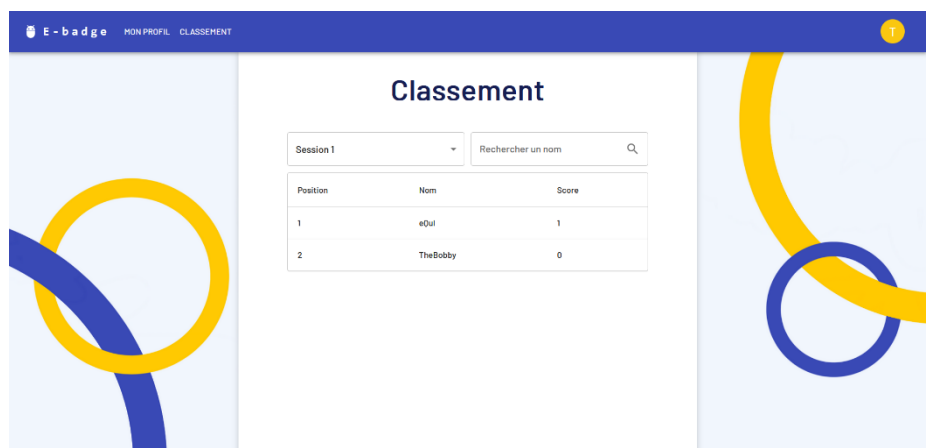 E-badge MON PROFIL CLASSEMENT T
Classement
Session 1 Rechercher un nom
Position Nom Score
1 eQul 1
2 TheBobby 0